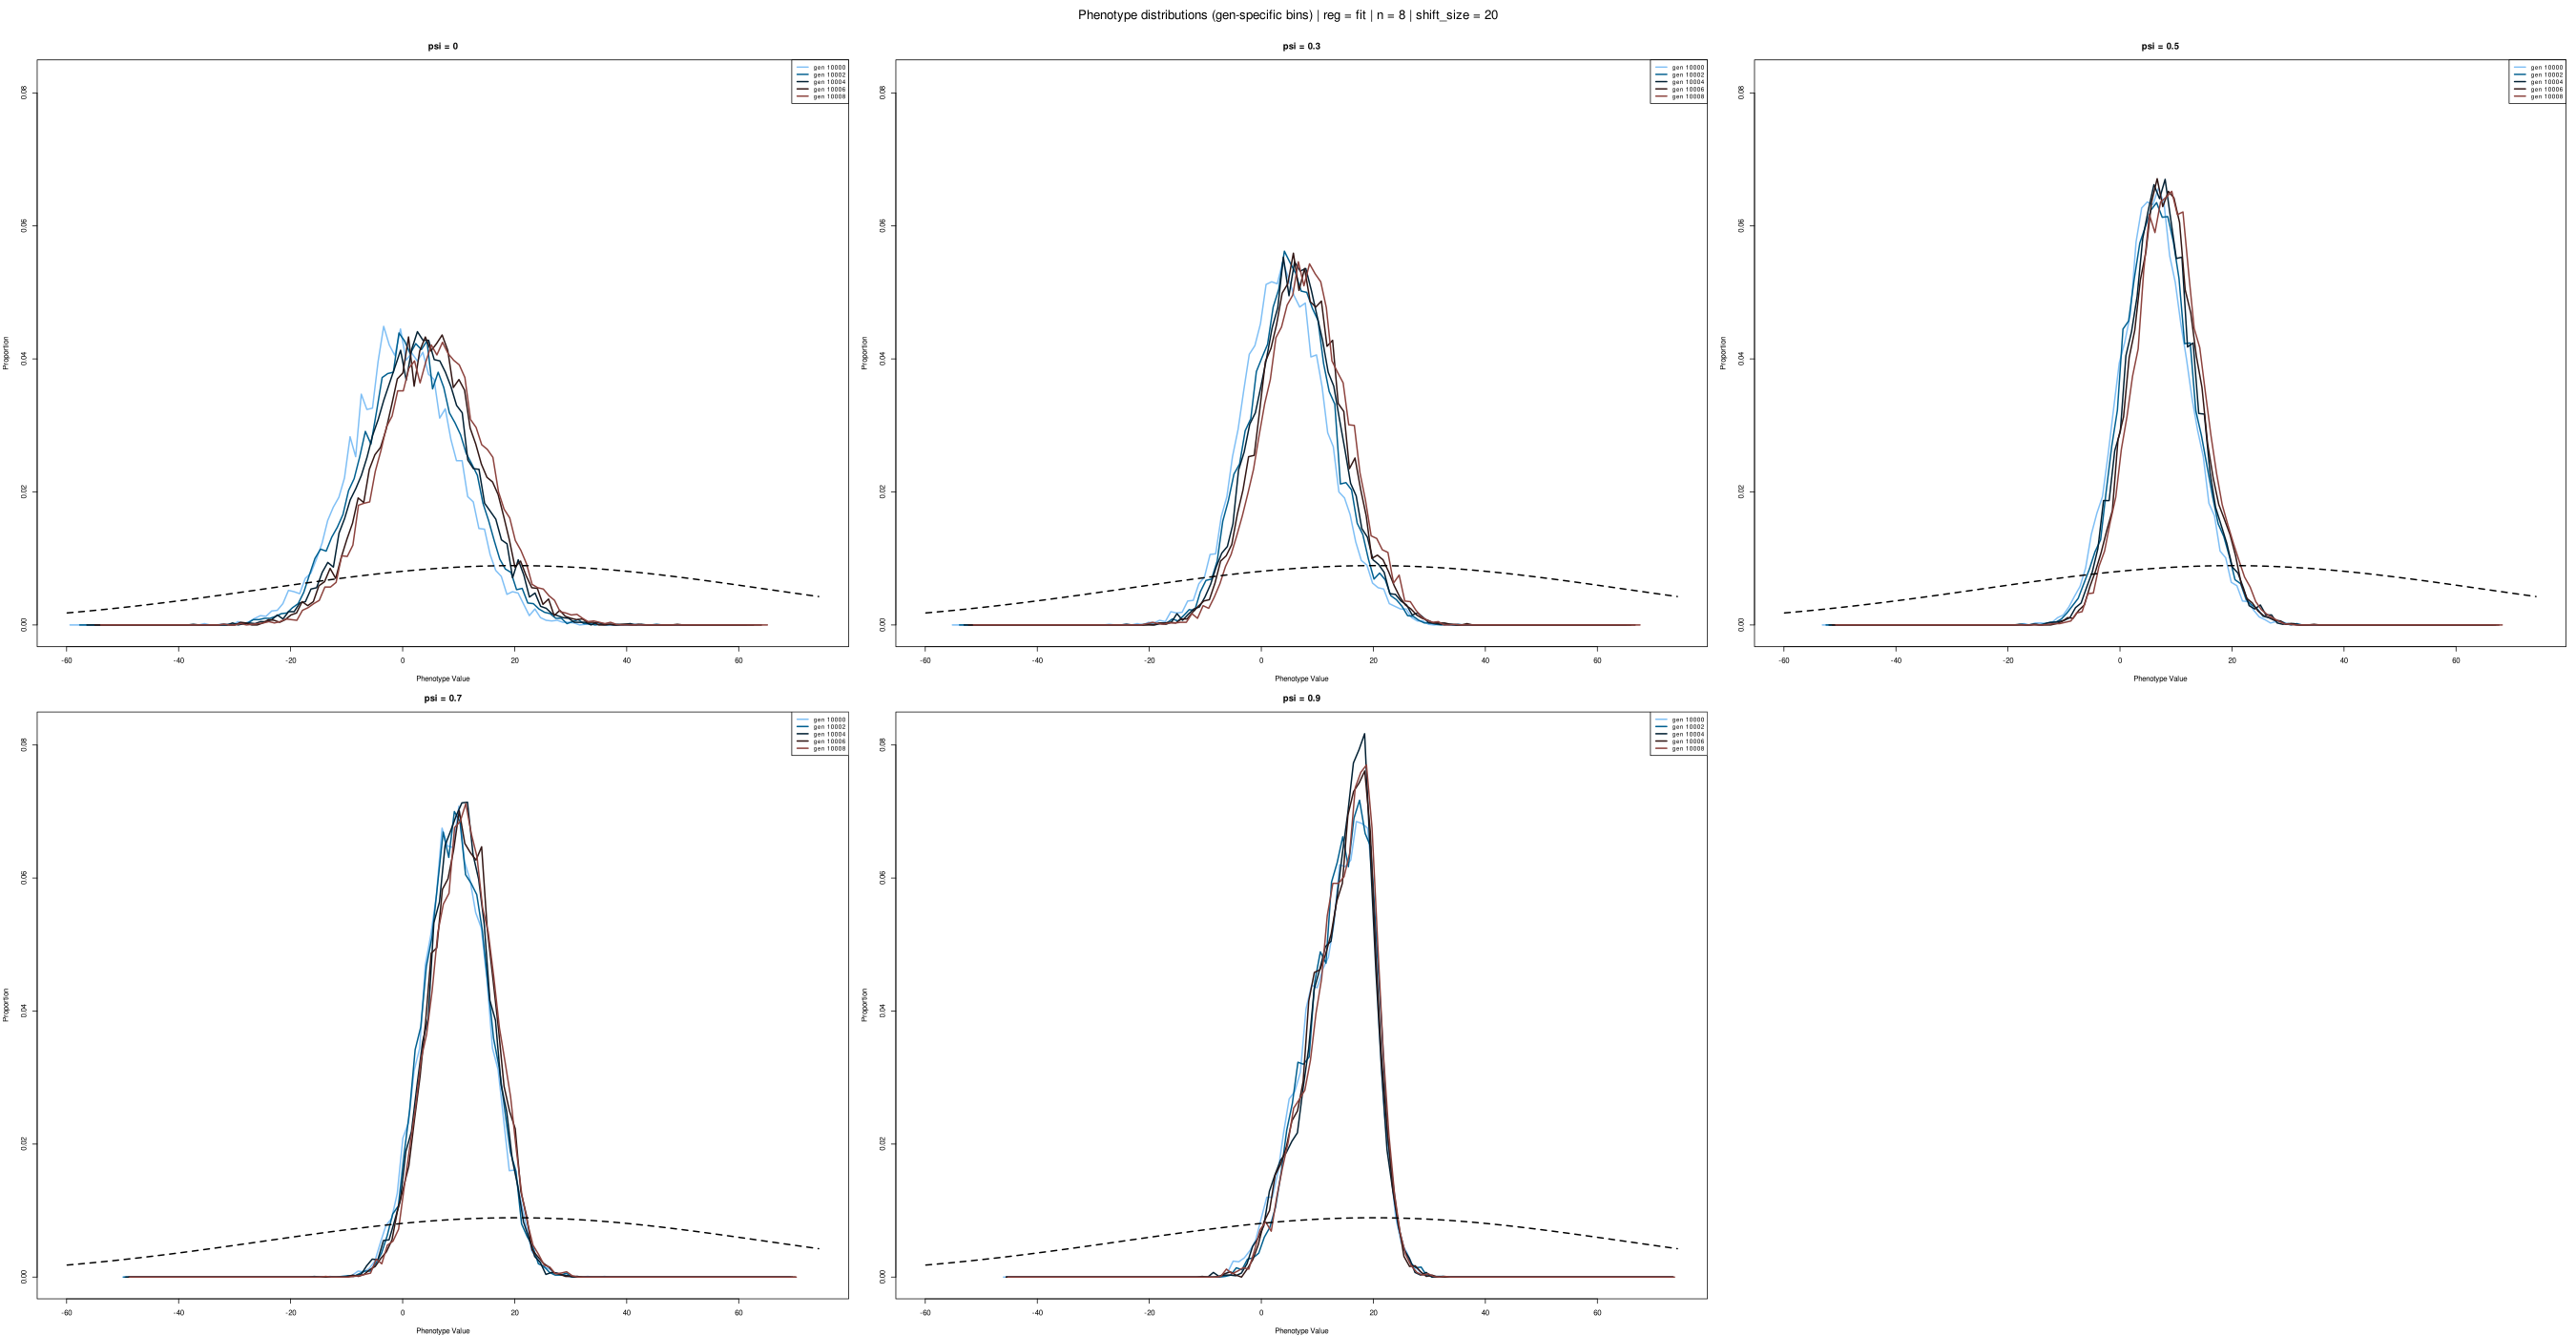 Phenotype distributions (gen-specific bins) | reg = fit | n = 8 | shift_size = 20
psi = 0
gen 10000
gen 10002
gen 10004
gen 10006
gen 10008
Proportion
0.08
0.06
0.04
0.02
0.00
-60 -40 -20 0 20 40 60
Phenotype Value
psi = 0.3
gen 10000
gen 10002
gen 10004
gen 10006
gen 10008
Proportion
0.08
0.06
0.04
0.02
0.00
-60 -40 -20 0 20 40 60
Phenotype Value
psi = 0.5
gen 10000
gen 10002
gen 10004
gen 10006
gen 10008
Proportion
0.08
0.06
0.04
0.02
0.00
-60 -40 -20 0 20 40 60
Phenotype Value
psi = 0.7
gen 10000
gen 10002
gen 10004
gen 10006
gen 10008
Proportion
0.08
0.06
0.04
0.02
0.00
-60 -40 -20 0 20 40 60
Phenotype Value
psi = 0.9
gen 10000
gen 10002
gen 10004
gen 10006
gen 10008
Proportion
0.08
0.06
0.04
0.02
0.00
-60 -40 -20 0 20 40 60
Phenotype Value